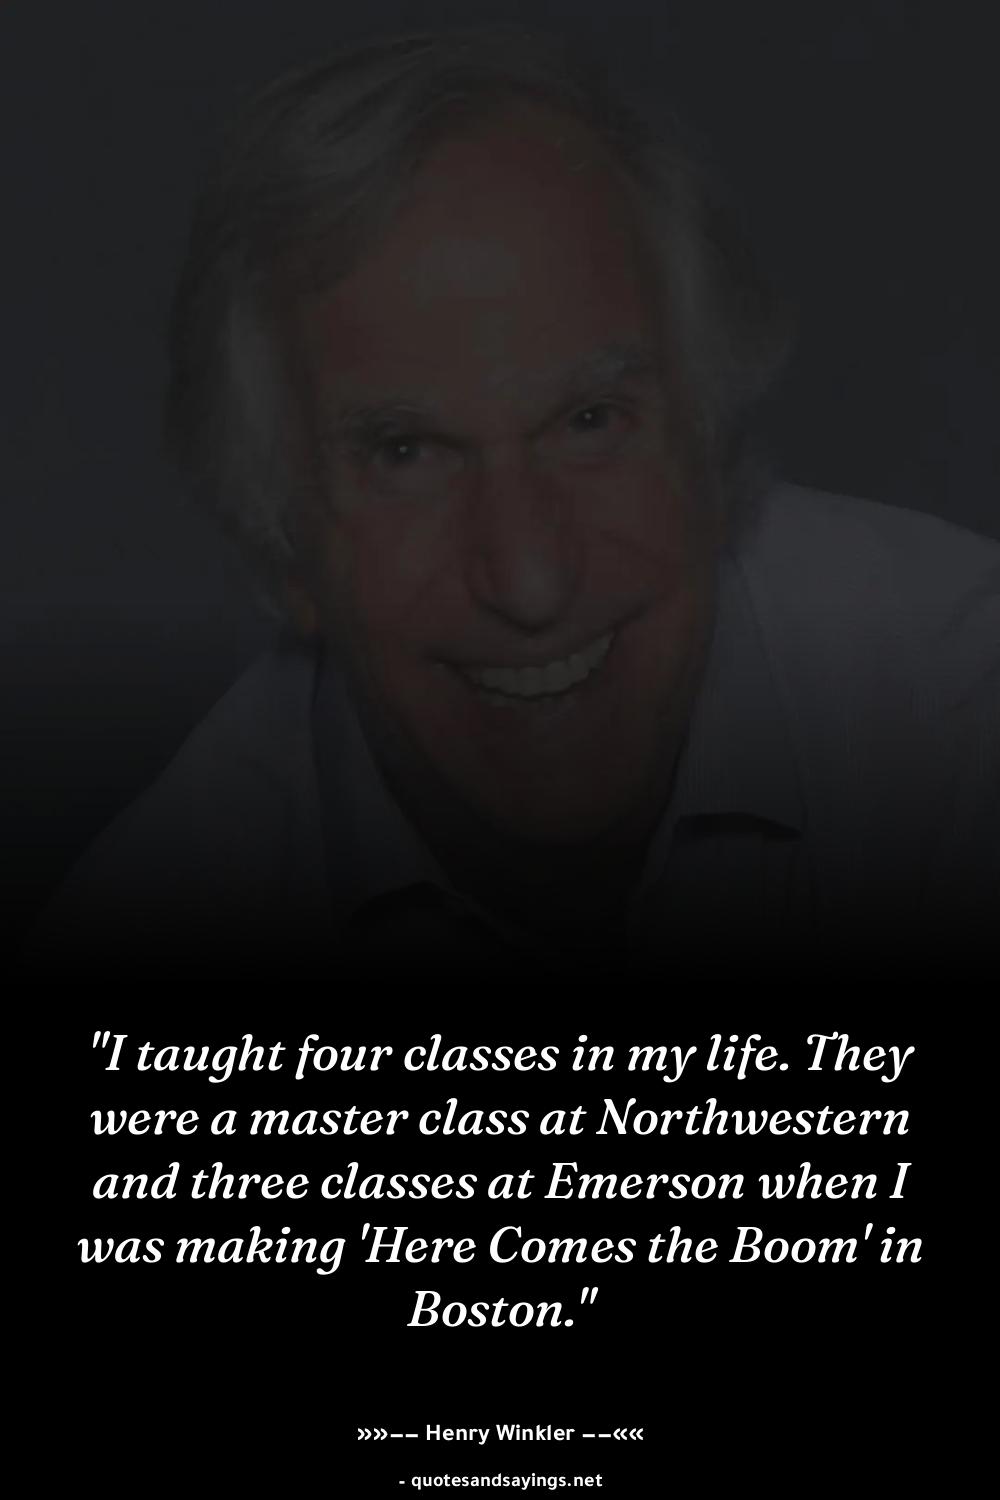 "I taught four classes in my life. They
were a master class at Northwestern
and three classes at Emerson when I
was making 'Here Comes the Boom' in
Boston."
»»−− Henry Winkler −−««
- quotesandsayings.net